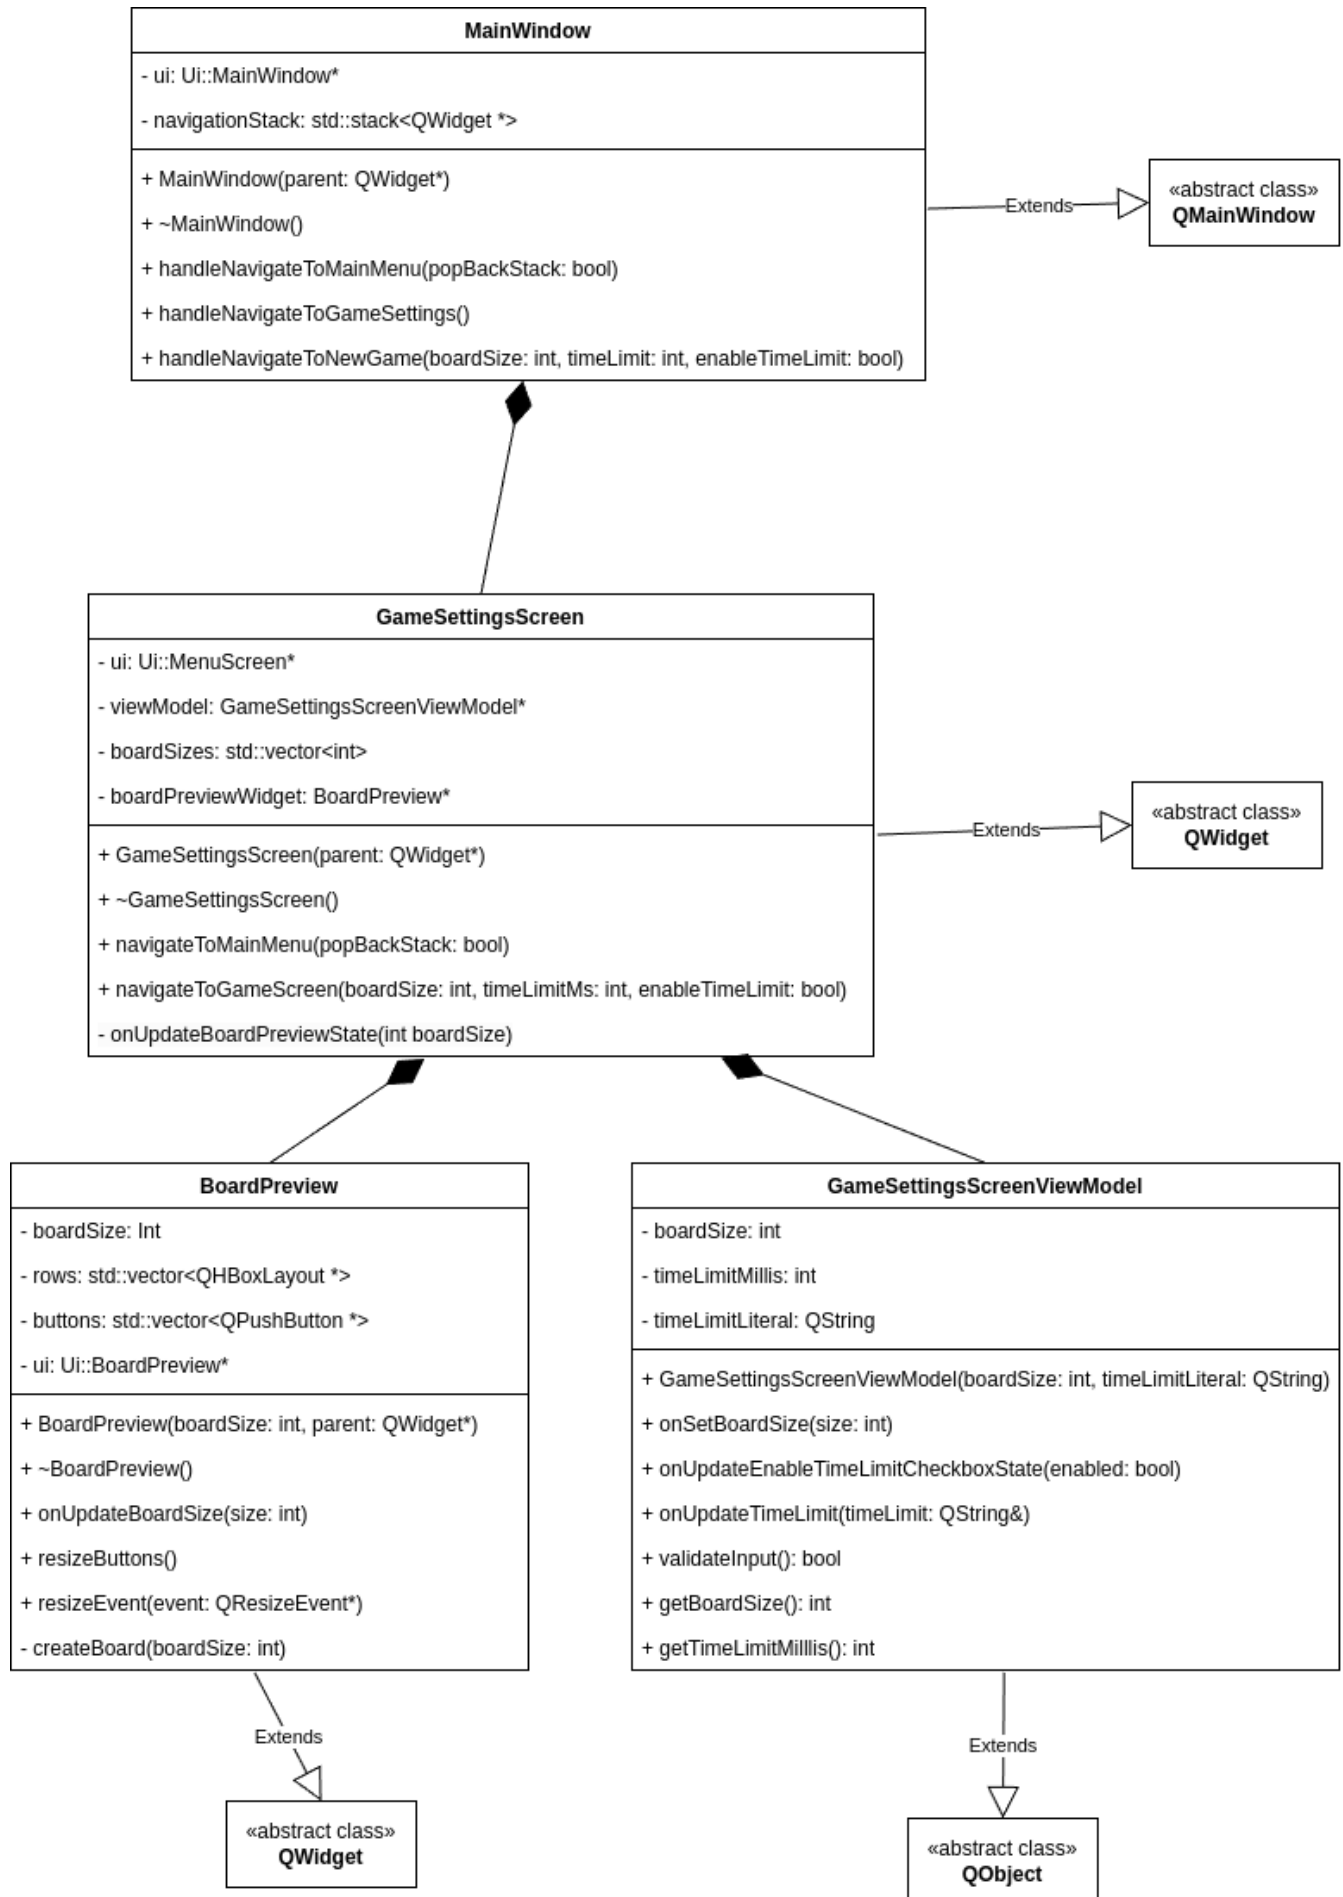 MainWindow
- ui: Ui::MainWindow*
- navigationStack: std::stack<QWidget *>
+ MainWindow(parent: QWidget*)
+ ~MainWindow()
+ handleNavigateToMainMenu(popBackStack: bool)
+ handleNavigateToGameSettings()
+ handleNavigateToNewGame(boardSize: int, timeLimit: int, enableTimeLimit: bool)
Extends
«abstract class»
QMainWindow
GameSettingsScreen
- ui: Ui::MenuScreen*
- viewModel: GameSettingsScreenViewModel*
- boardSizes: std::vector<int>
- boardPreviewWidget: BoardPreview*
+ GameSettingsScreen(parent: QWidget*)
+ ~GameSettingsScreen()
+ navigateToMainMenu(popBackStack: bool)
+ navigateToGameScreen(boardSize: int, timeLimitMs: int, enableTimeLimit: bool)
- onUpdateBoardPreviewState(int boardSize)
Extends
«abstract class»
QWidget
BoardPreview
- boardSize: Int
- rows: std::vector<QHBoxLayout *>
- buttons: std::vector<QPushButton *>
- ui: Ui::BoardPreview*
+ BoardPreview(boardSize: int, parent: QWidget*)
+ ~BoardPreview()
+ onUpdateBoardSize(size: int)
+ resizeButtons()
+ resizeEvent(event: QResizeEvent*)
- createBoard(boardSize: int)
Extends
«abstract class»
QWidget
GameSettingsScreenViewModel
- boardSize: int
- timeLimitMillis: int
- timeLimitLiteral: QString
+ GameSettingsScreenViewModel(boardSize: int, timeLimitLiteral: QString)
+ onSetBoardSize(size: int)
+ onUpdateEnableTimeLimitCheckboxState(enabled: bool)
+ onUpdateTimeLimit(timeLimit: QString&)
+ validateInput(): bool
+ getBoardSize(): int
+ getTimeLimitMilllis(): int
Extends
«abstract class»
QObject